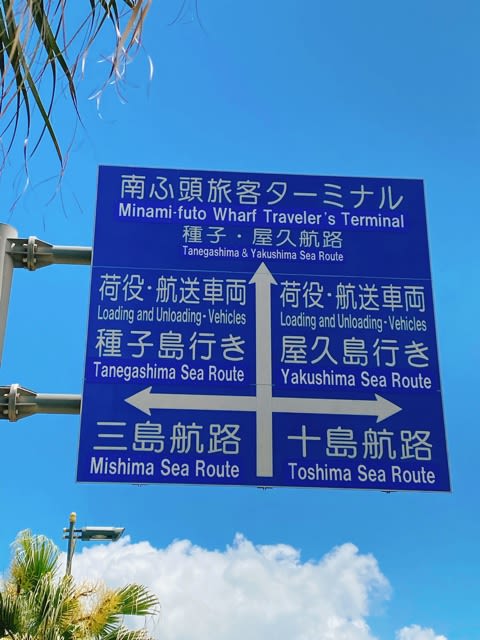 南ふ頭旅客ターミナル
Minami-futo Wharf Traveler's Terminal
種子・屋久航路
Tanegashima & Yakushima Sea Route
荷役・航送車両
Loading and Unloading-Vehicles
種子島行き
Tanegashima Sea Route
荷役・航送車両
Loading and Unloading-Vehicles
屋久島行き
Yakushima Sea Route
三島航路
Mishima Sea Route
十島航路
Toshima Sea Route